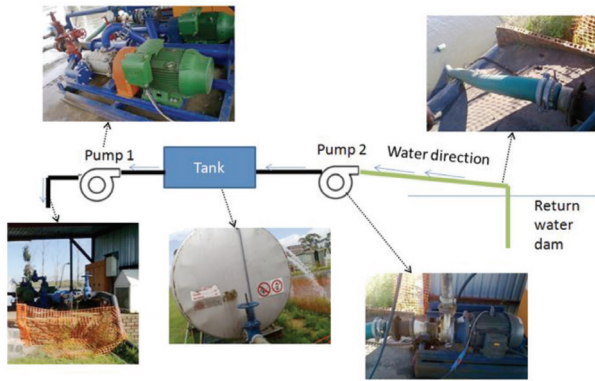 Pump 1
Tank
Pump 2
Water direction
Return
water
dam